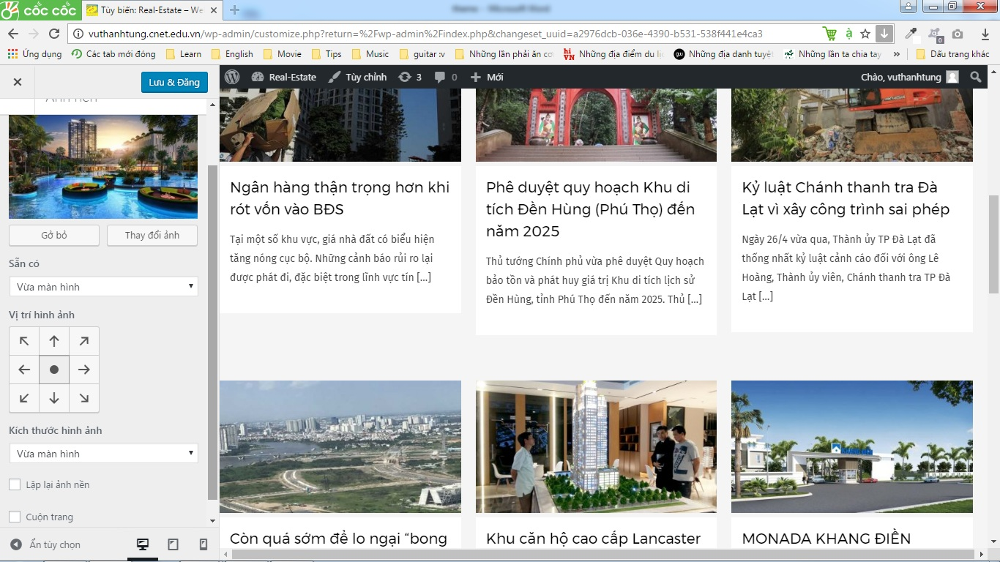 cốc cốc
Tùy biến: Real-Estate – We
vuthanhtung.cnet.edu.vn/wp-admin/customize.php?return=%2Fwp-admin%2Findex.php&changeset_uuid=a2976dcb-036e-4390-b531-538f441e4ca3
Ứng dụng Các tab mới đóng Learn English Movie Tips Music guitar :v Những lần phải ăn cơ Những địa điểm du lị Những địa danh tuyệt Những lần ta chia tay » Dấu trang khác
Lưu & Đăng
Real-Estate Tùy chỉnh 3 0 Mới Chào, vuthanhtung
Ảnh nền
Gở bỏ Thay đổi ảnh
Sẵn có
Vừa màn hình
Vị trí hình ảnh
Kích thước hình ảnh
Vừa màn hình
Lặp lại ảnh nền
Cuộn trang
Ẩn tùy chọn
Ngân hàng thận trọng hơn khi
rót vốn vào BĐS
Tại một số khu vực, giá nhà đất có biểu hiện
tăng nóng cục bộ. Những cảnh báo rủi ro lại
được phát đi, đặc biệt trong lĩnh vực tín […]
Phê duyệt quy hoạch Khu di
tích Đền Hùng (Phú Thọ) đến
năm 2025
Thủ tướng Chính phủ vừa phê duyệt Quy hoạch
bảo tồn và phát huy giá trị Khu di tích lịch sử
Đền Hùng, tỉnh Phú Thọ đến năm 2025. Thủ […]
Kỷ luật Chánh thanh tra Đà
Lạt vì xây công trình sai phép
Ngày 26/4 vừa qua, Thành ủy TP Đà Lạt đã
thống nhất kỷ luật cảnh cáo đối với ông Lê
Hoàng, Thành ủy viên, Chánh thanh tra TP Đà
Lạt […]
Còn quá sớm để lo ngại “bong
Khu căn hộ cao cấp Lancaster
MONADA KHANG ĐIỀN